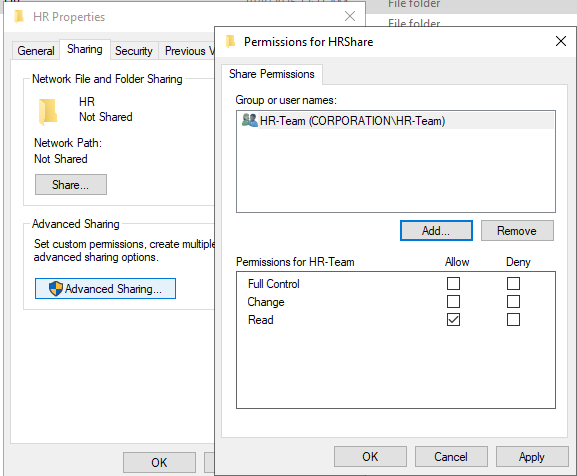 File folder
HR Properties
File folder
General
Sharing
Security
Previous V
Network File and Folder Sharing
HR
Not Shared
Network Path:
Not Shared
Share...
Advanced Sharing
Set custom permissions, create multiple
advanced sharing options.
Advanced Sharing...
OK
Permissions for HRShare
Share Permissions
Group or user names:
HR-Team (CORPORATION\HR-Team)
Add...
Remove
Permissions for HR-Team Allow Deny
Full Control
Change
Read
OK
Cancel
Apply